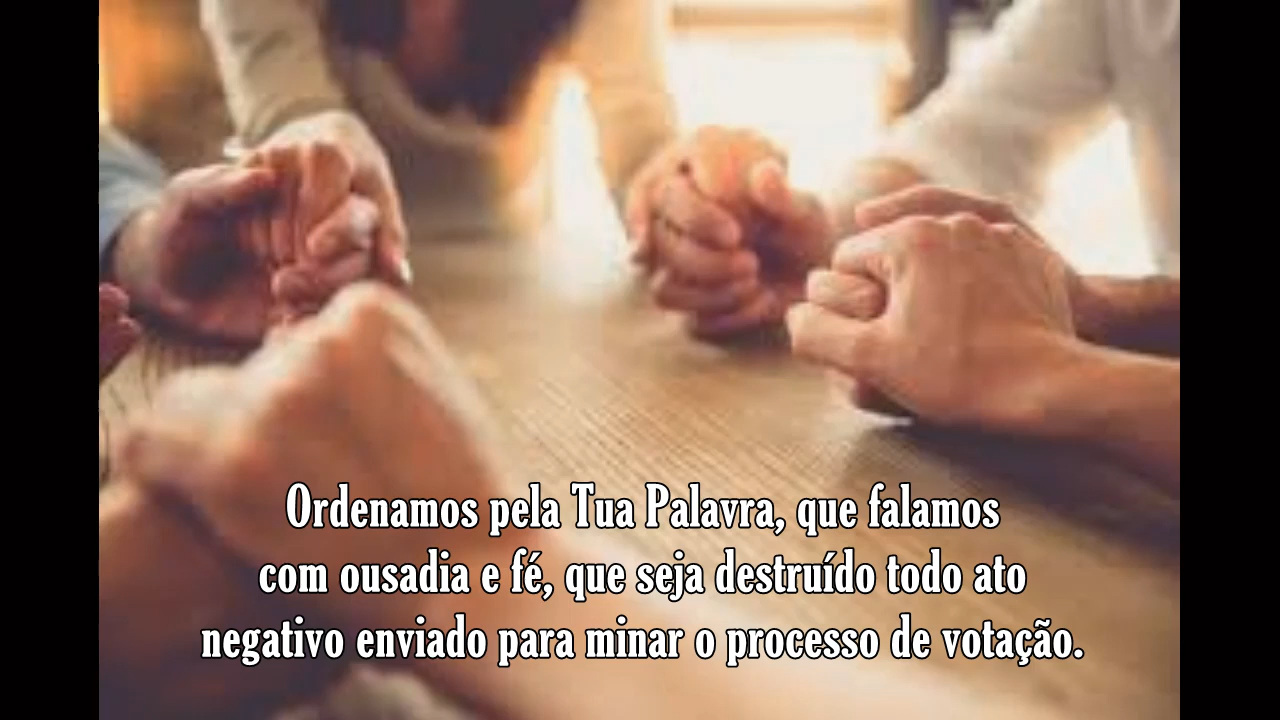 Ordenamos pela Tua Palavra, que falamos
com ousadia e fé, que seja destruído todo ato
negativo enviado para minar o processo de votação.